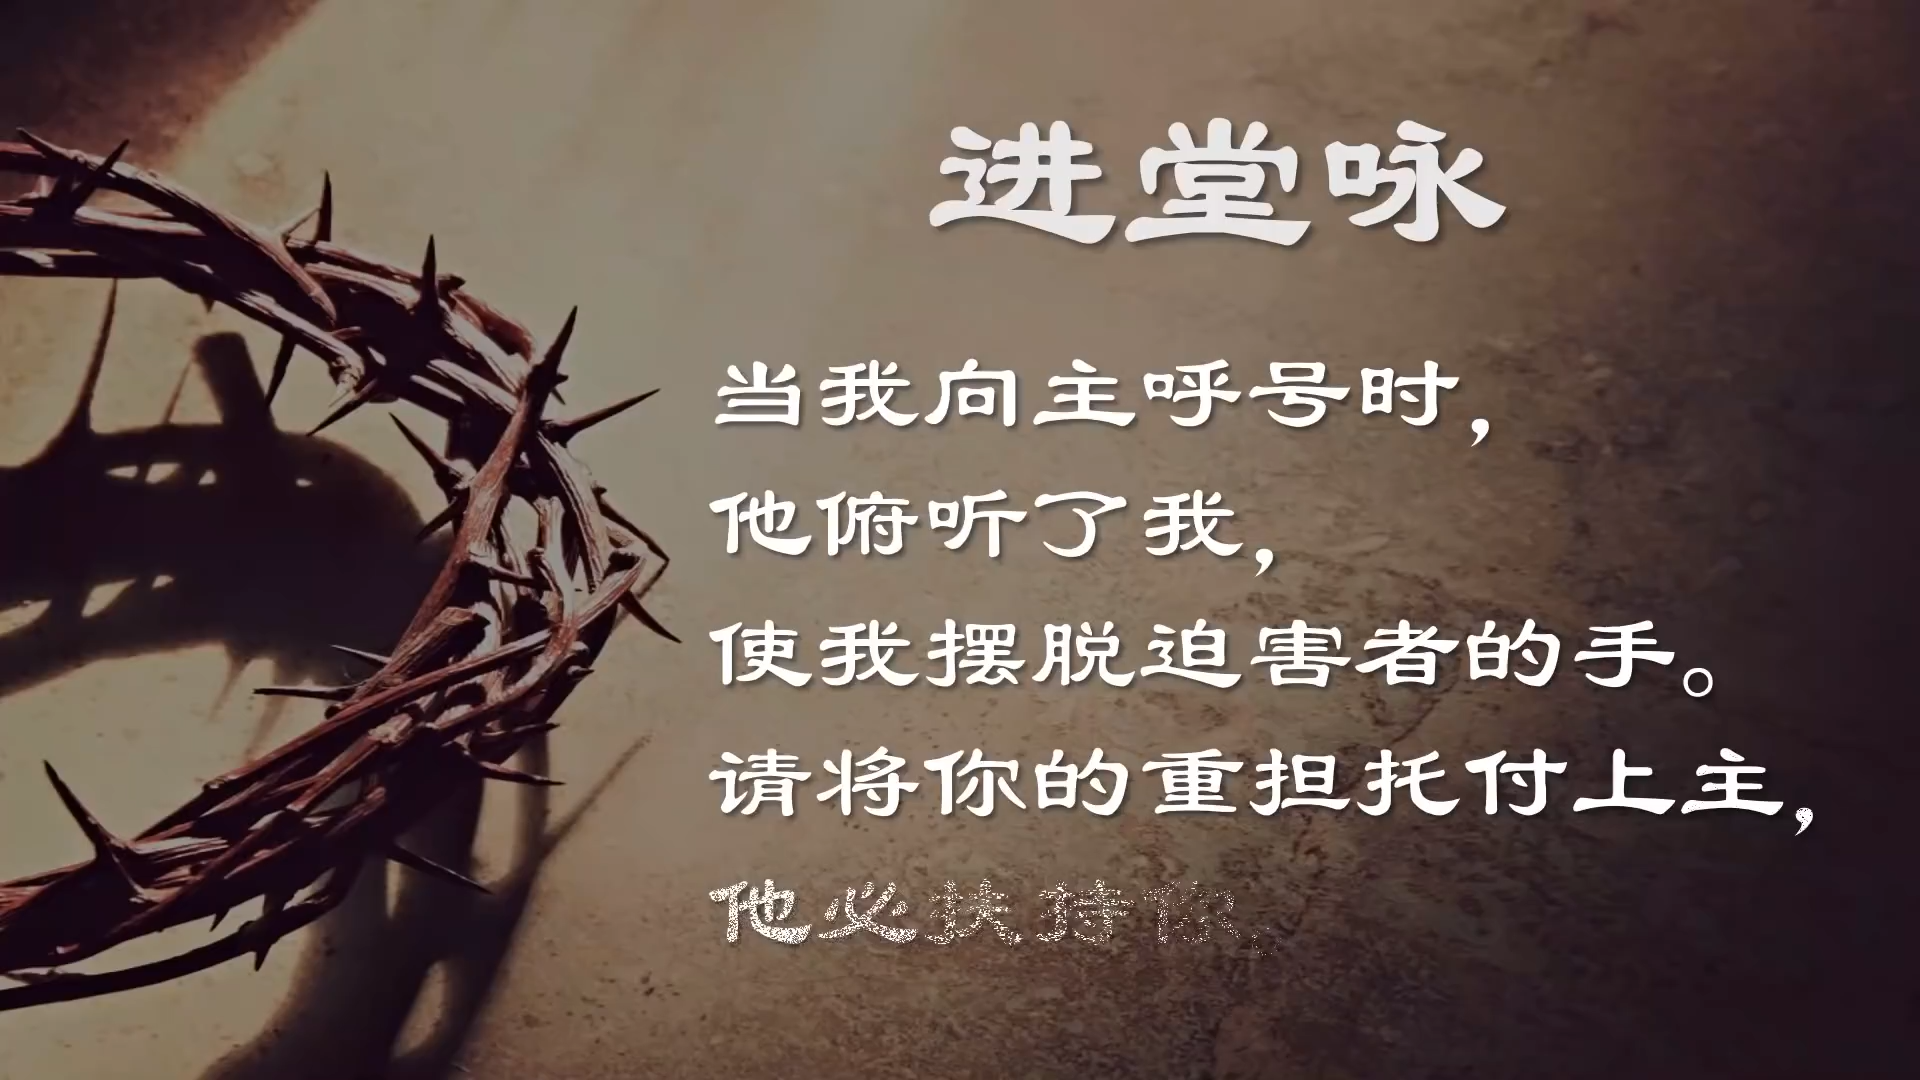 进堂咏
当我向主呼号时，
他俯听了我，
使我摆脱迫害者的手。
请将你的重担托付上主，
他必扶持你。